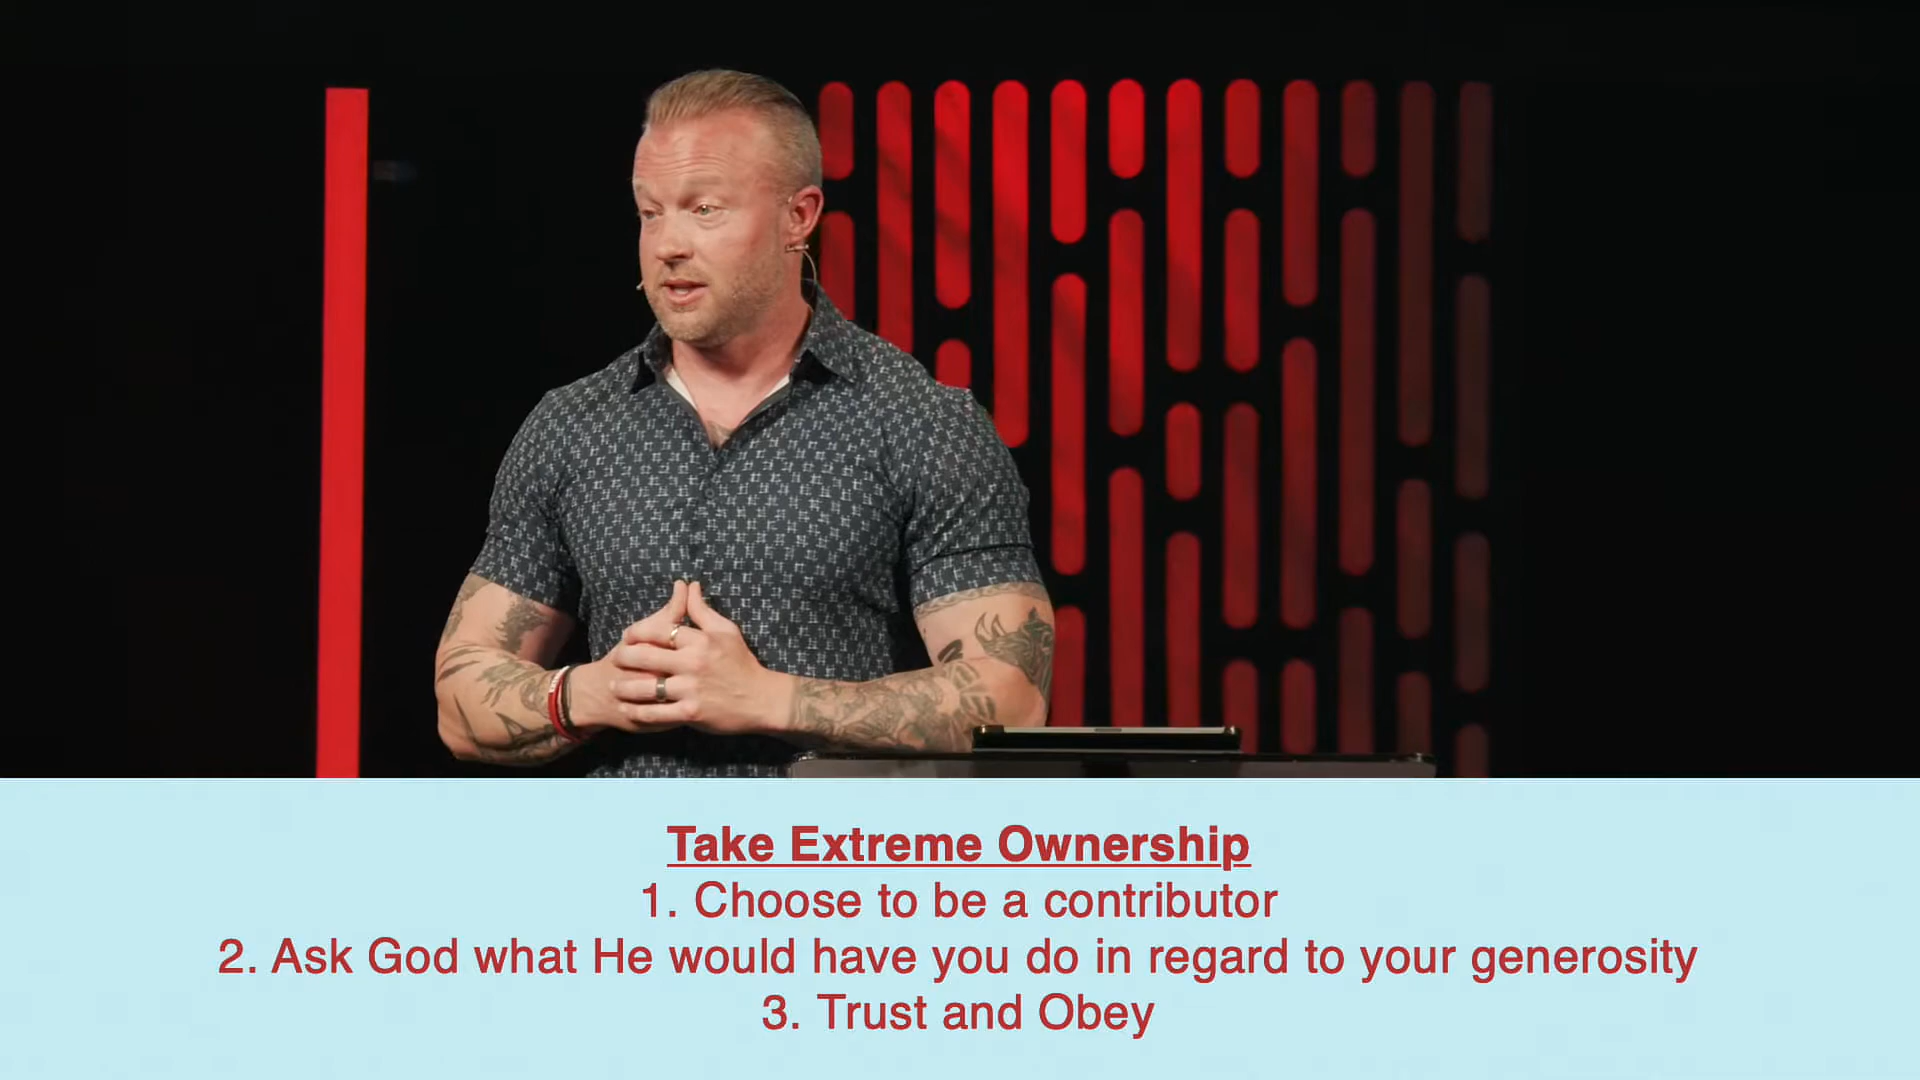 Take Extreme Ownership
1. Choose to be a contributor
2. Ask God what He would have you do in regard to your generosity
3. Trust and Obey